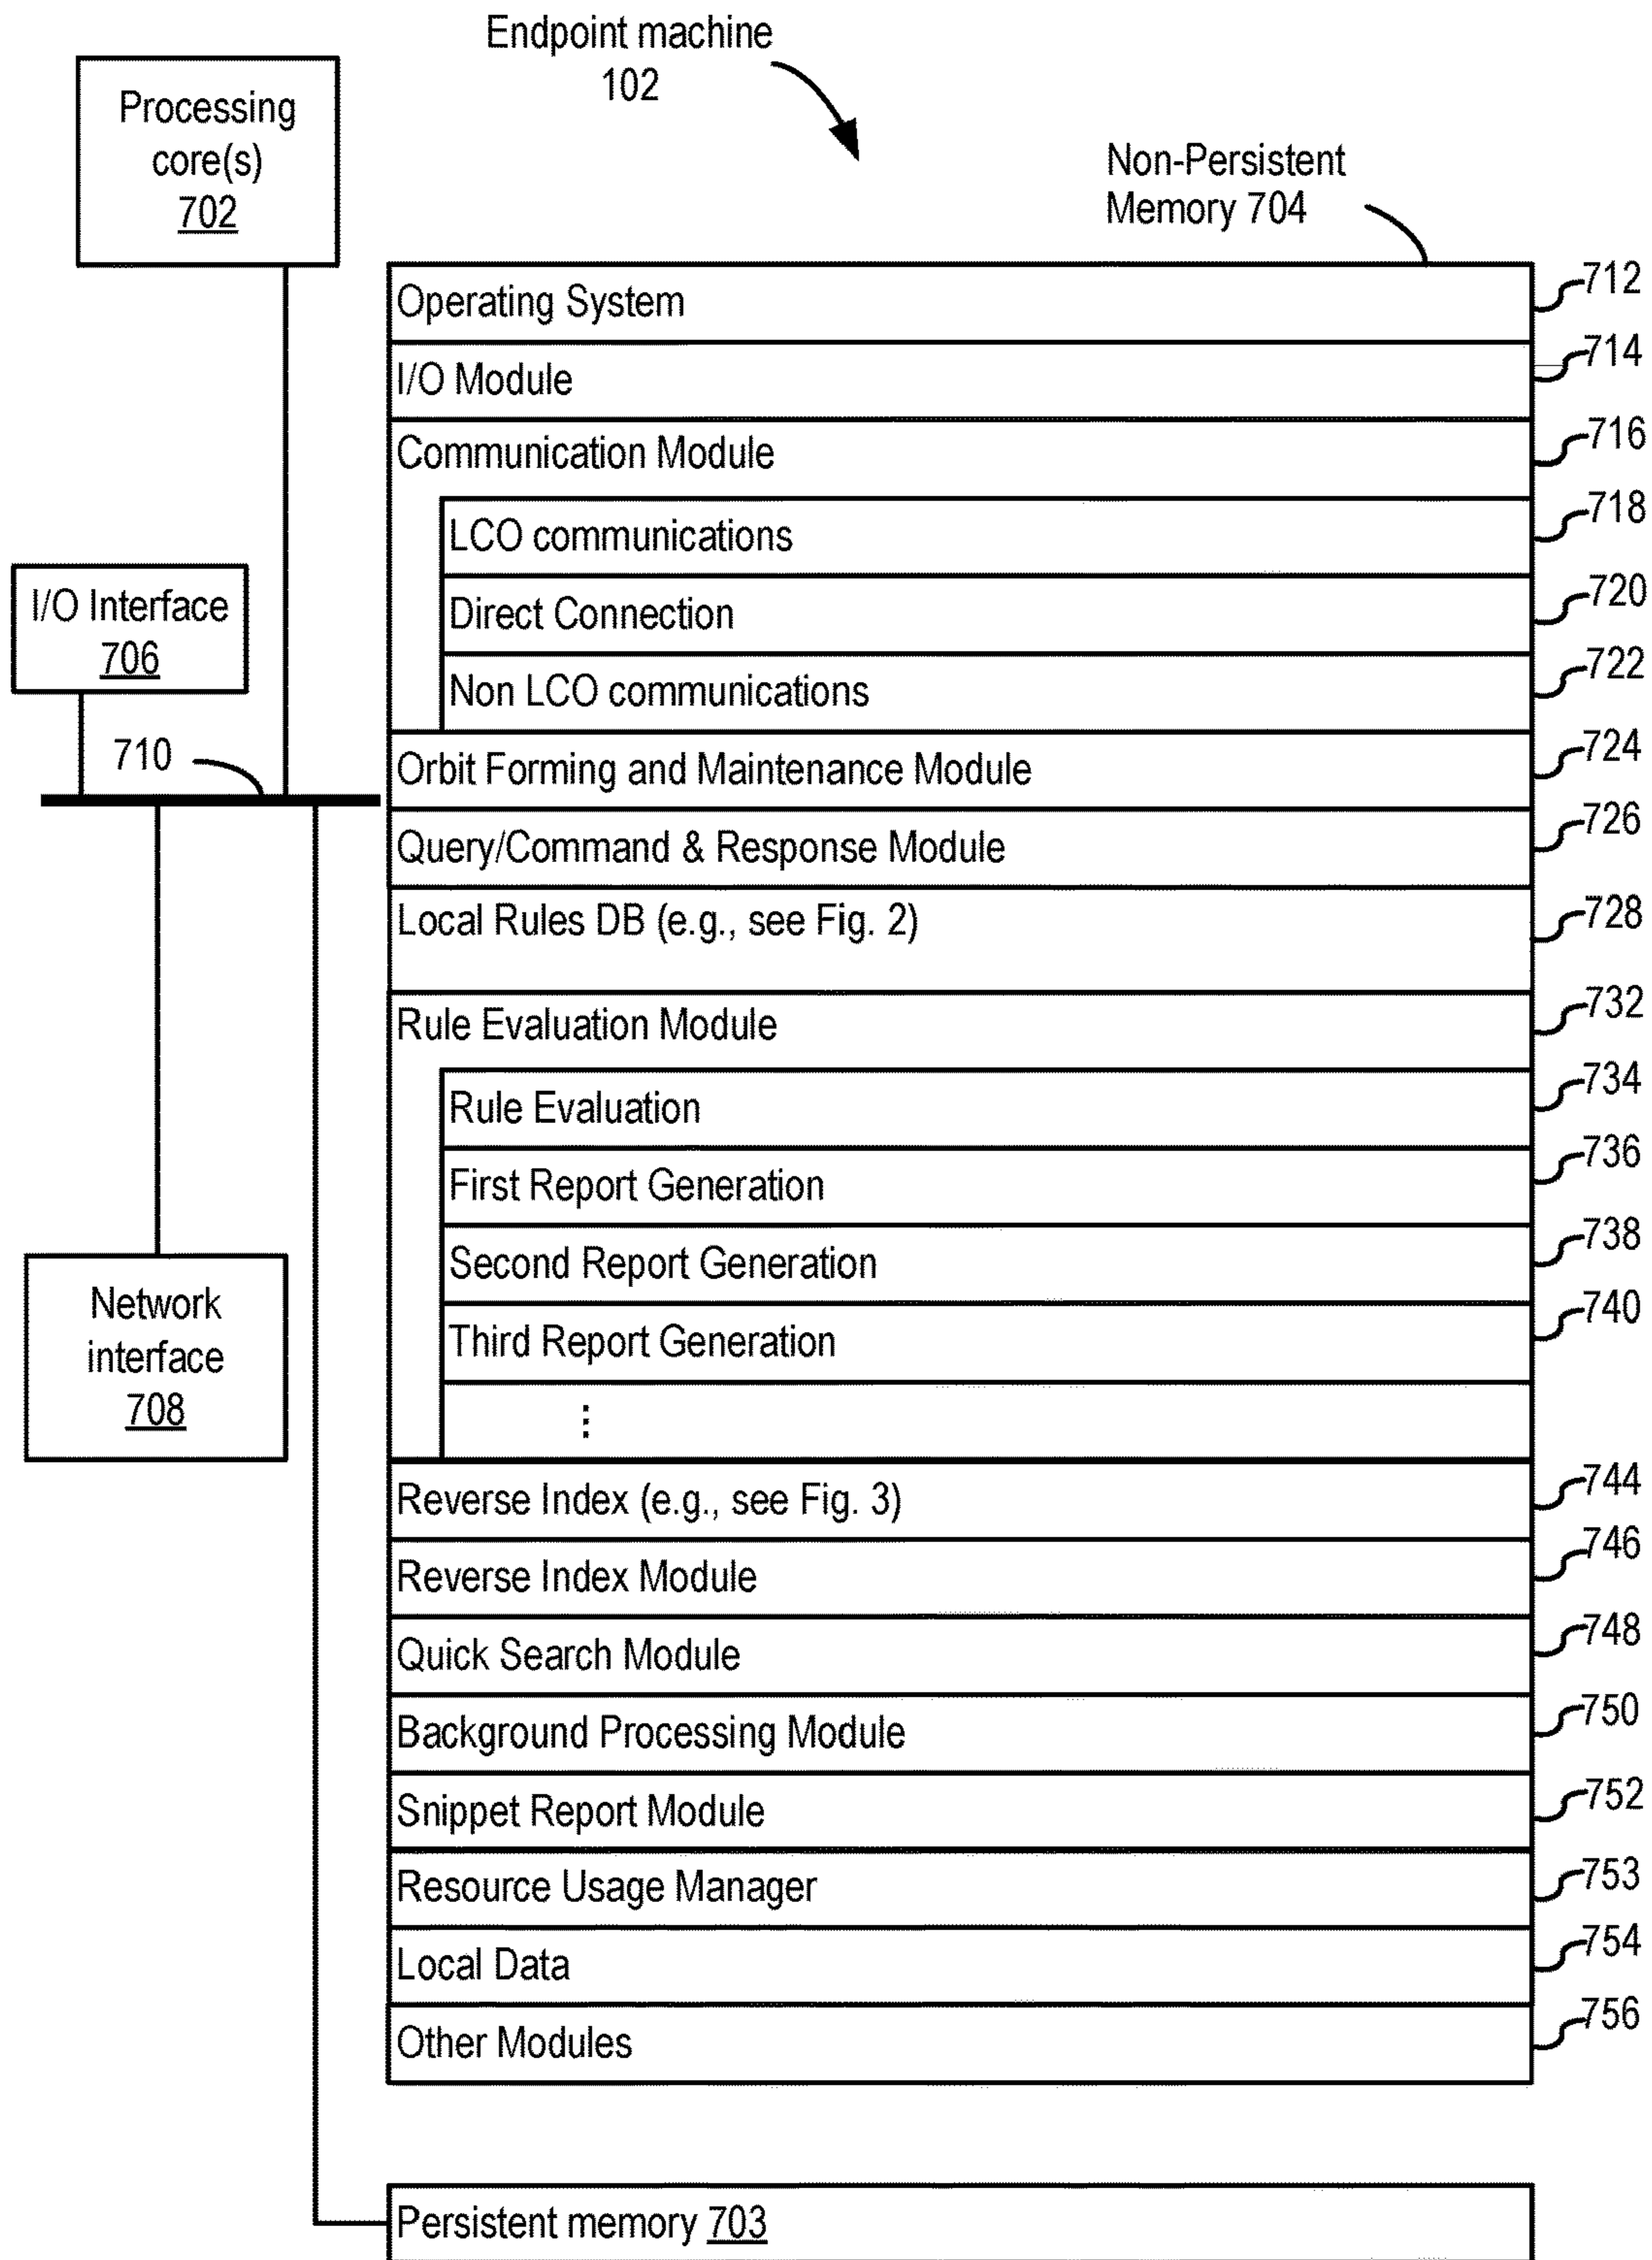 Endpoint machine
102
Processing
core(s)
702
Non-Persistent
Memory 704
Operating System
712
I/O Module
714
Communication Module
716
LCO communications
718
Direct Connection
720
Non LCO communications
722
I/O Interface
706
710
Orbit Forming and Maintenance Module
724
Query/Command & Response Module
726
Local Rules DB (e.g., see Fig. 2)
728
Rule Evaluation Module
732
Rule Evaluation
734
First Report Generation
736
Second Report Generation
738
Third Report Generation
740
⋮
Network
interface
708
Reverse Index (e.g., see Fig. 3)
744
Reverse Index Module
746
Quick Search Module
748
Background Processing Module
750
Snippet Report Module
752
Resource Usage Manager
753
Local Data
754
Other Modules
756
Persistent memory 703